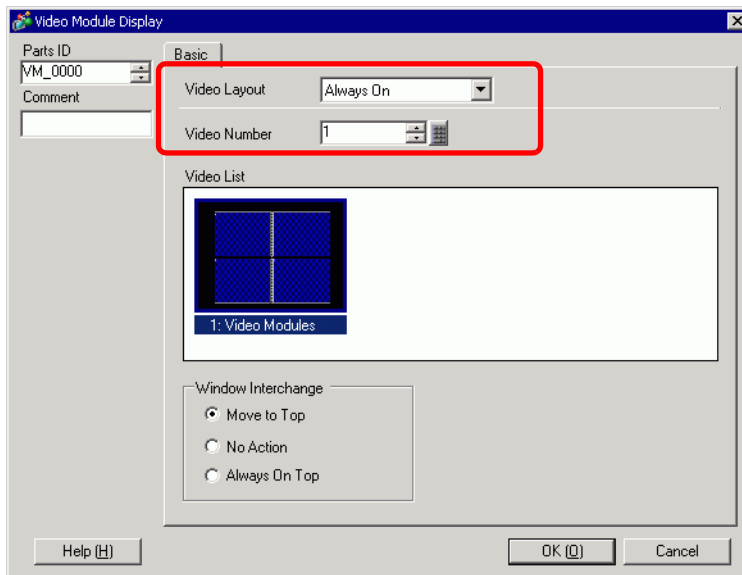 Video Module Display
Parts ID
VM_0000
Comment
Basic
Video Layout
Always On
Video Number
1
Video List
1: Video Modules
Window Interchange
Move to Top
No Action
Always On Top
Help (H)
OK (O)
Cancel